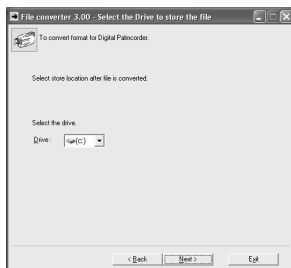 File converter 3.00 - Select the Drive to store the file
To convert format for Digital Palmcorder.
Select store location after file is converted.
Select the drive.
Drive : (c:)
< Back Next > Exit